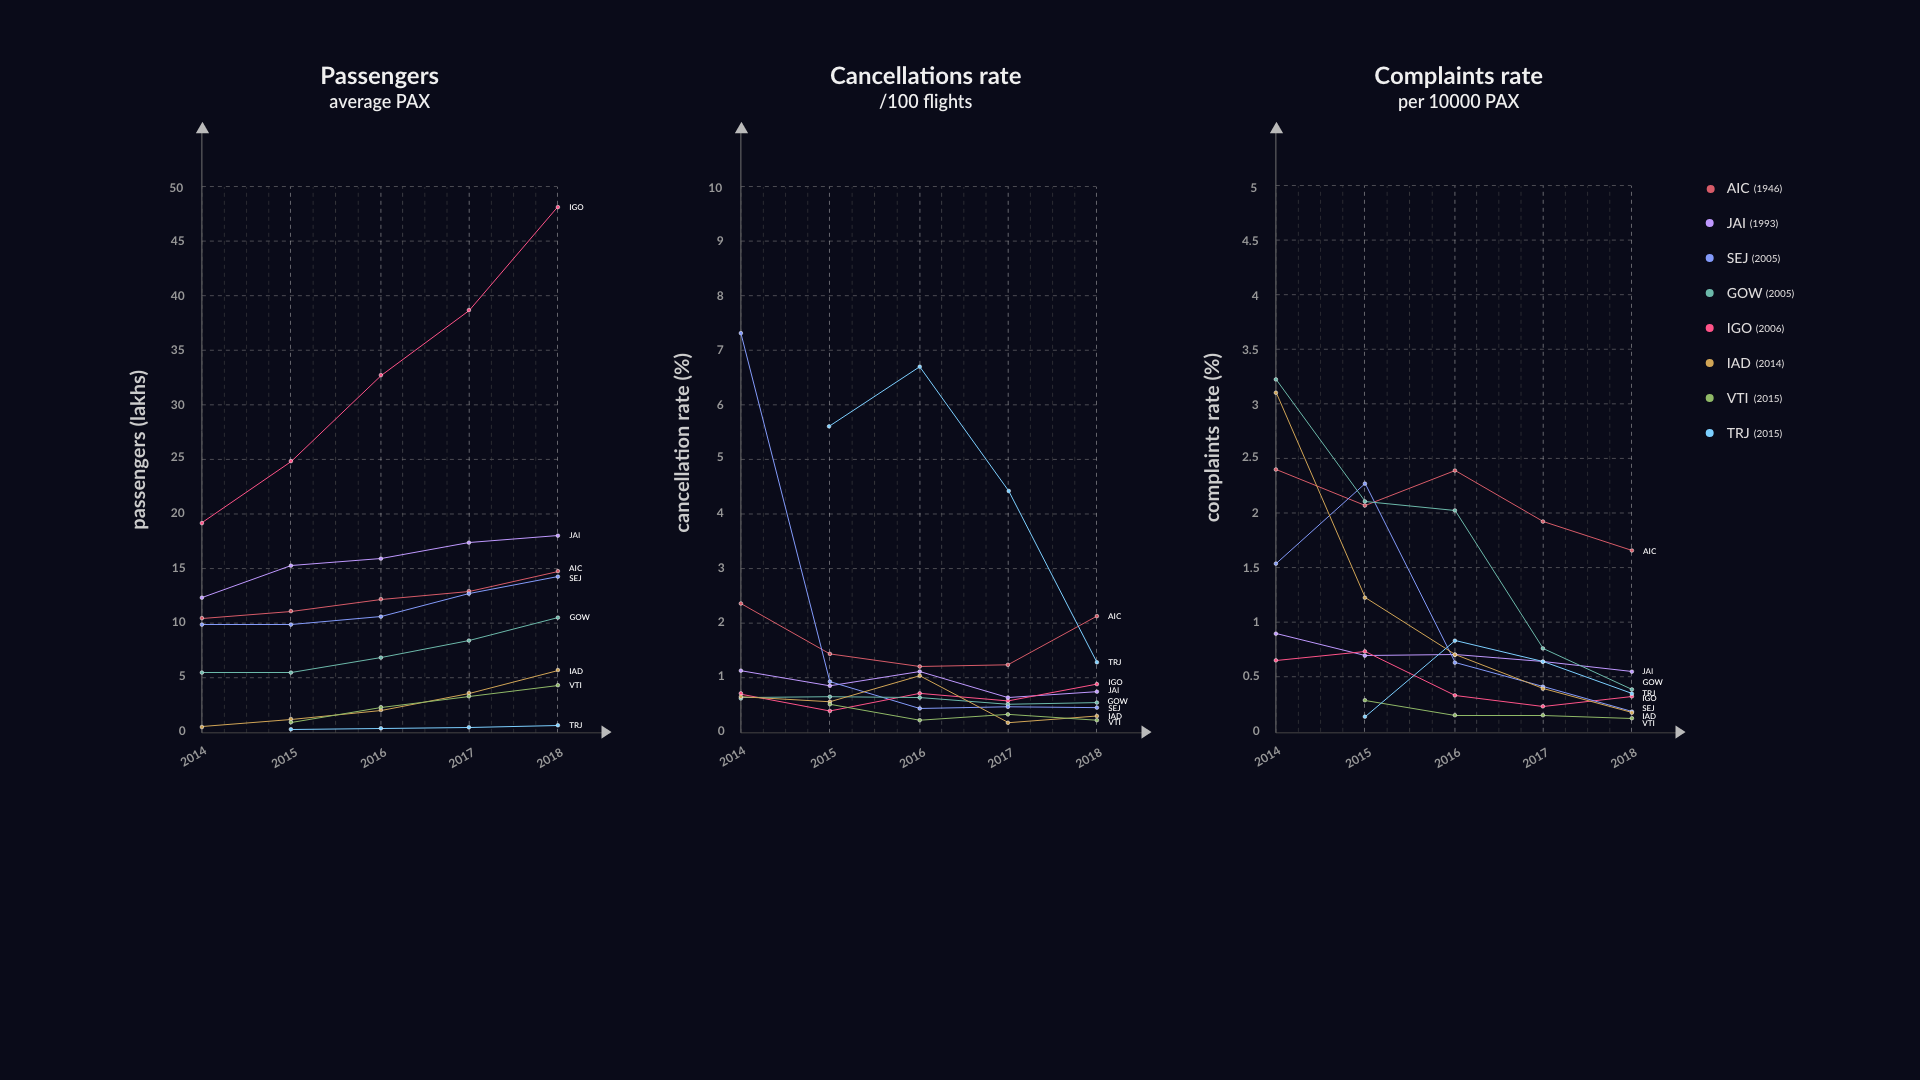 Passengers
average PAX
passengers (lakhs)
50
45
40
35
30
25
20
15
10
5
0
2014
2015
2016
2017
2018
IGO
JAI
AIC
SEJ
GOW
IAD
VTI
TRJ
Cancellations rate
/100 flights
cancellation rate (%)
10
9
8
7
6
5
4
3
2
1
0
2014
2015
2016
2017
2018
AIC
TRJ
IGO
JAI
GOW
SEJ
IAD
VTI
Complaints rate
per 10000 PAX
complaints rate (%)
5
4.5
4
3.5
3
2.5
2
1.5
1
0.5
0
2014
2015
2016
2017
2018
AIC
JAI
GOW
TRJ
IGO
SEJ
IAD
VTI
AIC (1946)
JAI (1993)
SEJ (2005)
GOW (2005)
IGO (2006)
IAD (2014)
VTI (2015)
TRJ (2015)